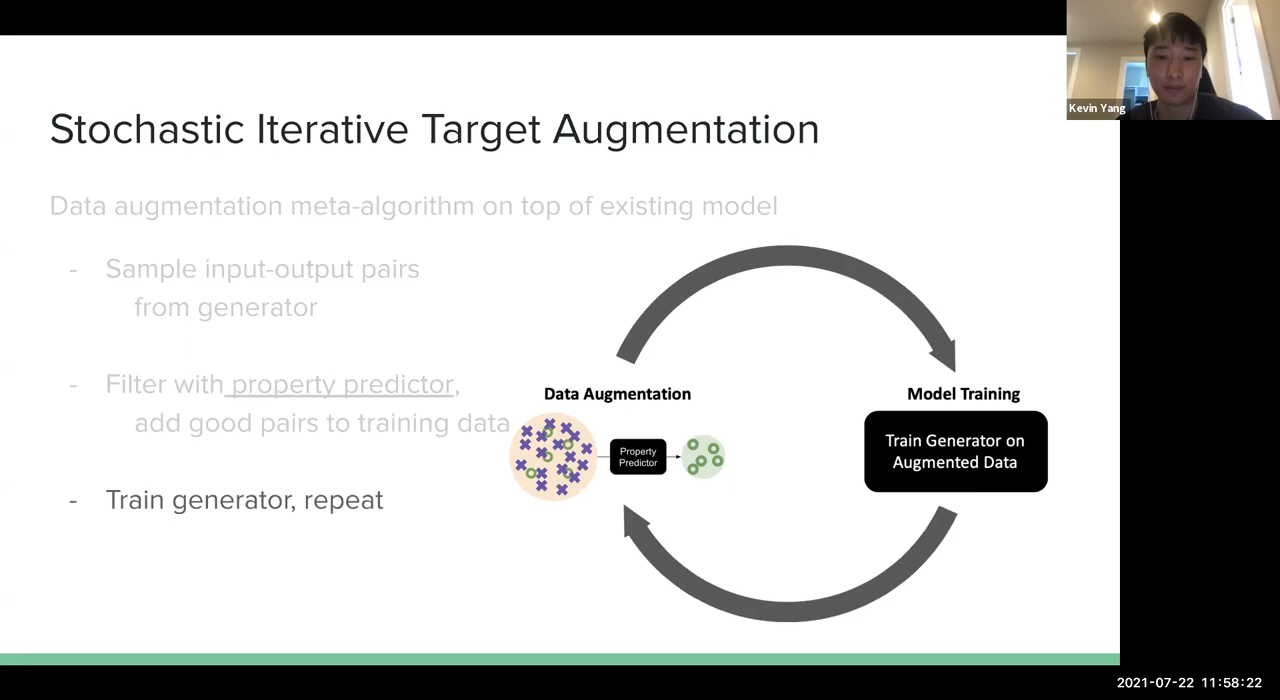 Kevin Yang
Stochastic Iterative Target Augmentation
Data augmentation meta-algorithm on top of existing model
- Sample input-output pairs
from generator
- Filter with property predictor,
add good pairs to training data
- Train generator, repeat
Data Augmentation
Property
Predictor
Model Training
Train Generator on
Augmented Data
2021-07-22 11:58:22